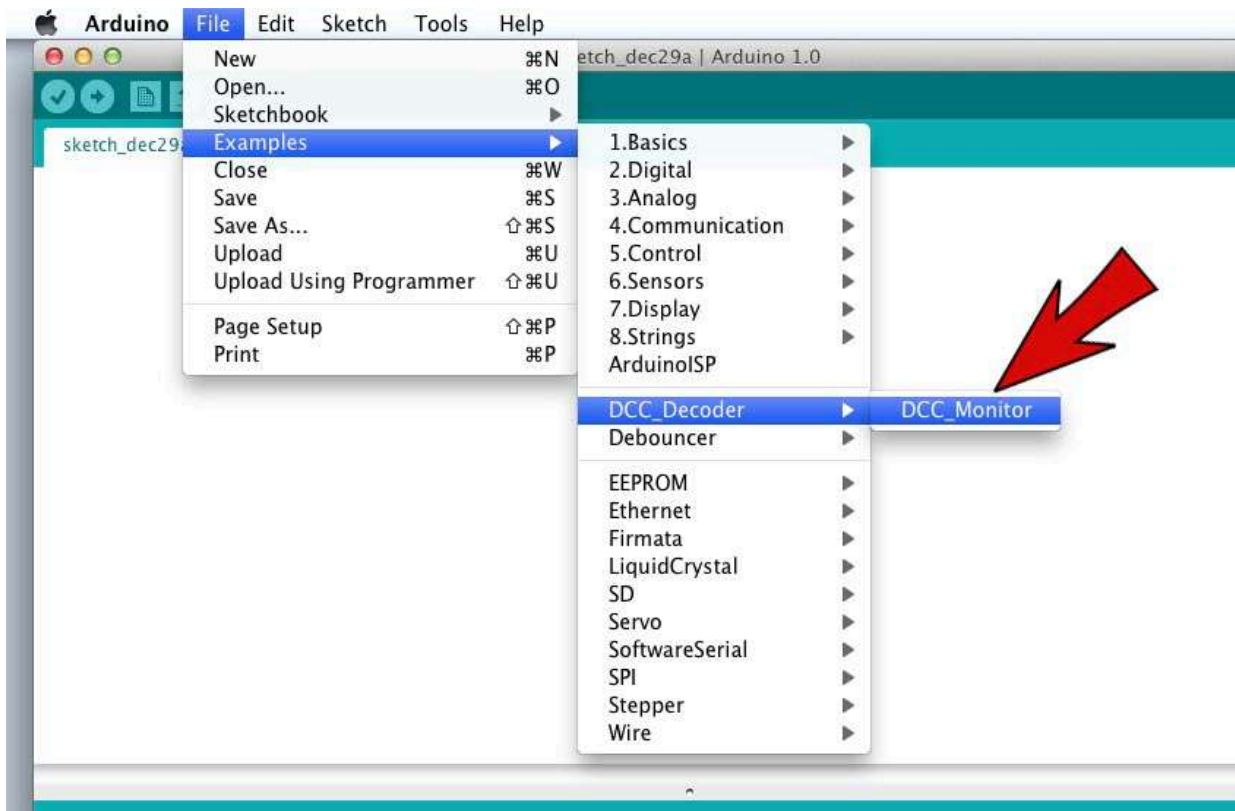 Arduino File Edit Sketch Tools Help
etch_dec29a | Arduino 1.0
sketch_dec29
New ⌘N
Open... ⌘O
Sketchbook
Examples
Close ⌘W
Save ⌘S
Save As... ⇧⌘S
Upload ⌘U
Upload Using Programmer ⇧⌘U
Page Setup ⇧⌘P
Print ⌘P
1.Basics
2.Digital
3.Analog
4.Communication
5.Control
6.Sensors
7.Display
8.Strings
ArduinoISP
DCC_Decoder
Debouncer
EEPROM
Ethernet
Firmata
LiquidCrystal
SD
Servo
SoftwareSerial
SPI
Stepper
Wire
DCC_Monitor